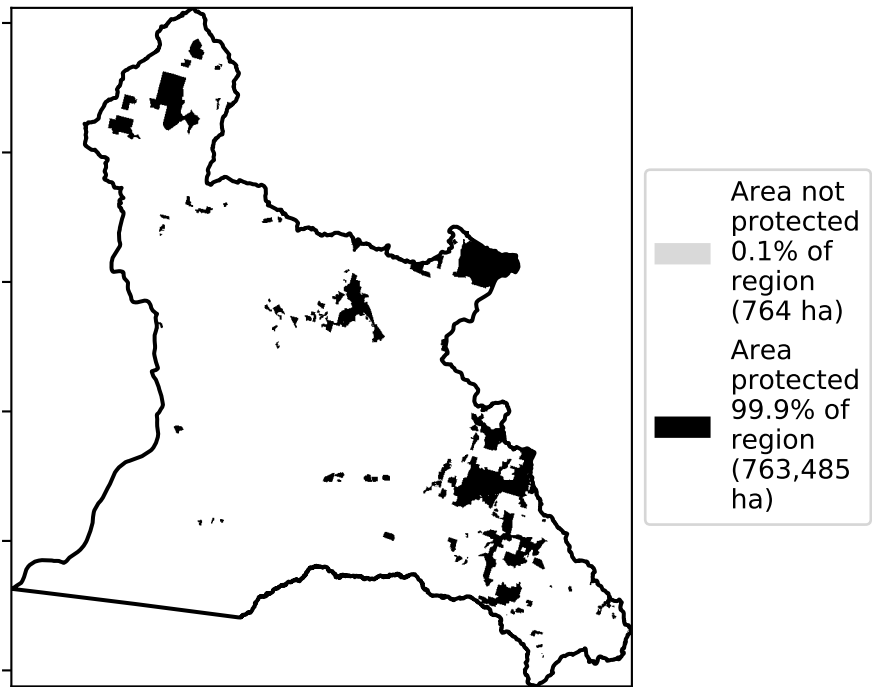 Area not
protected
0.1% of
region
(764 ha)
Area
protected
99.9% of
region
(763,485
ha)